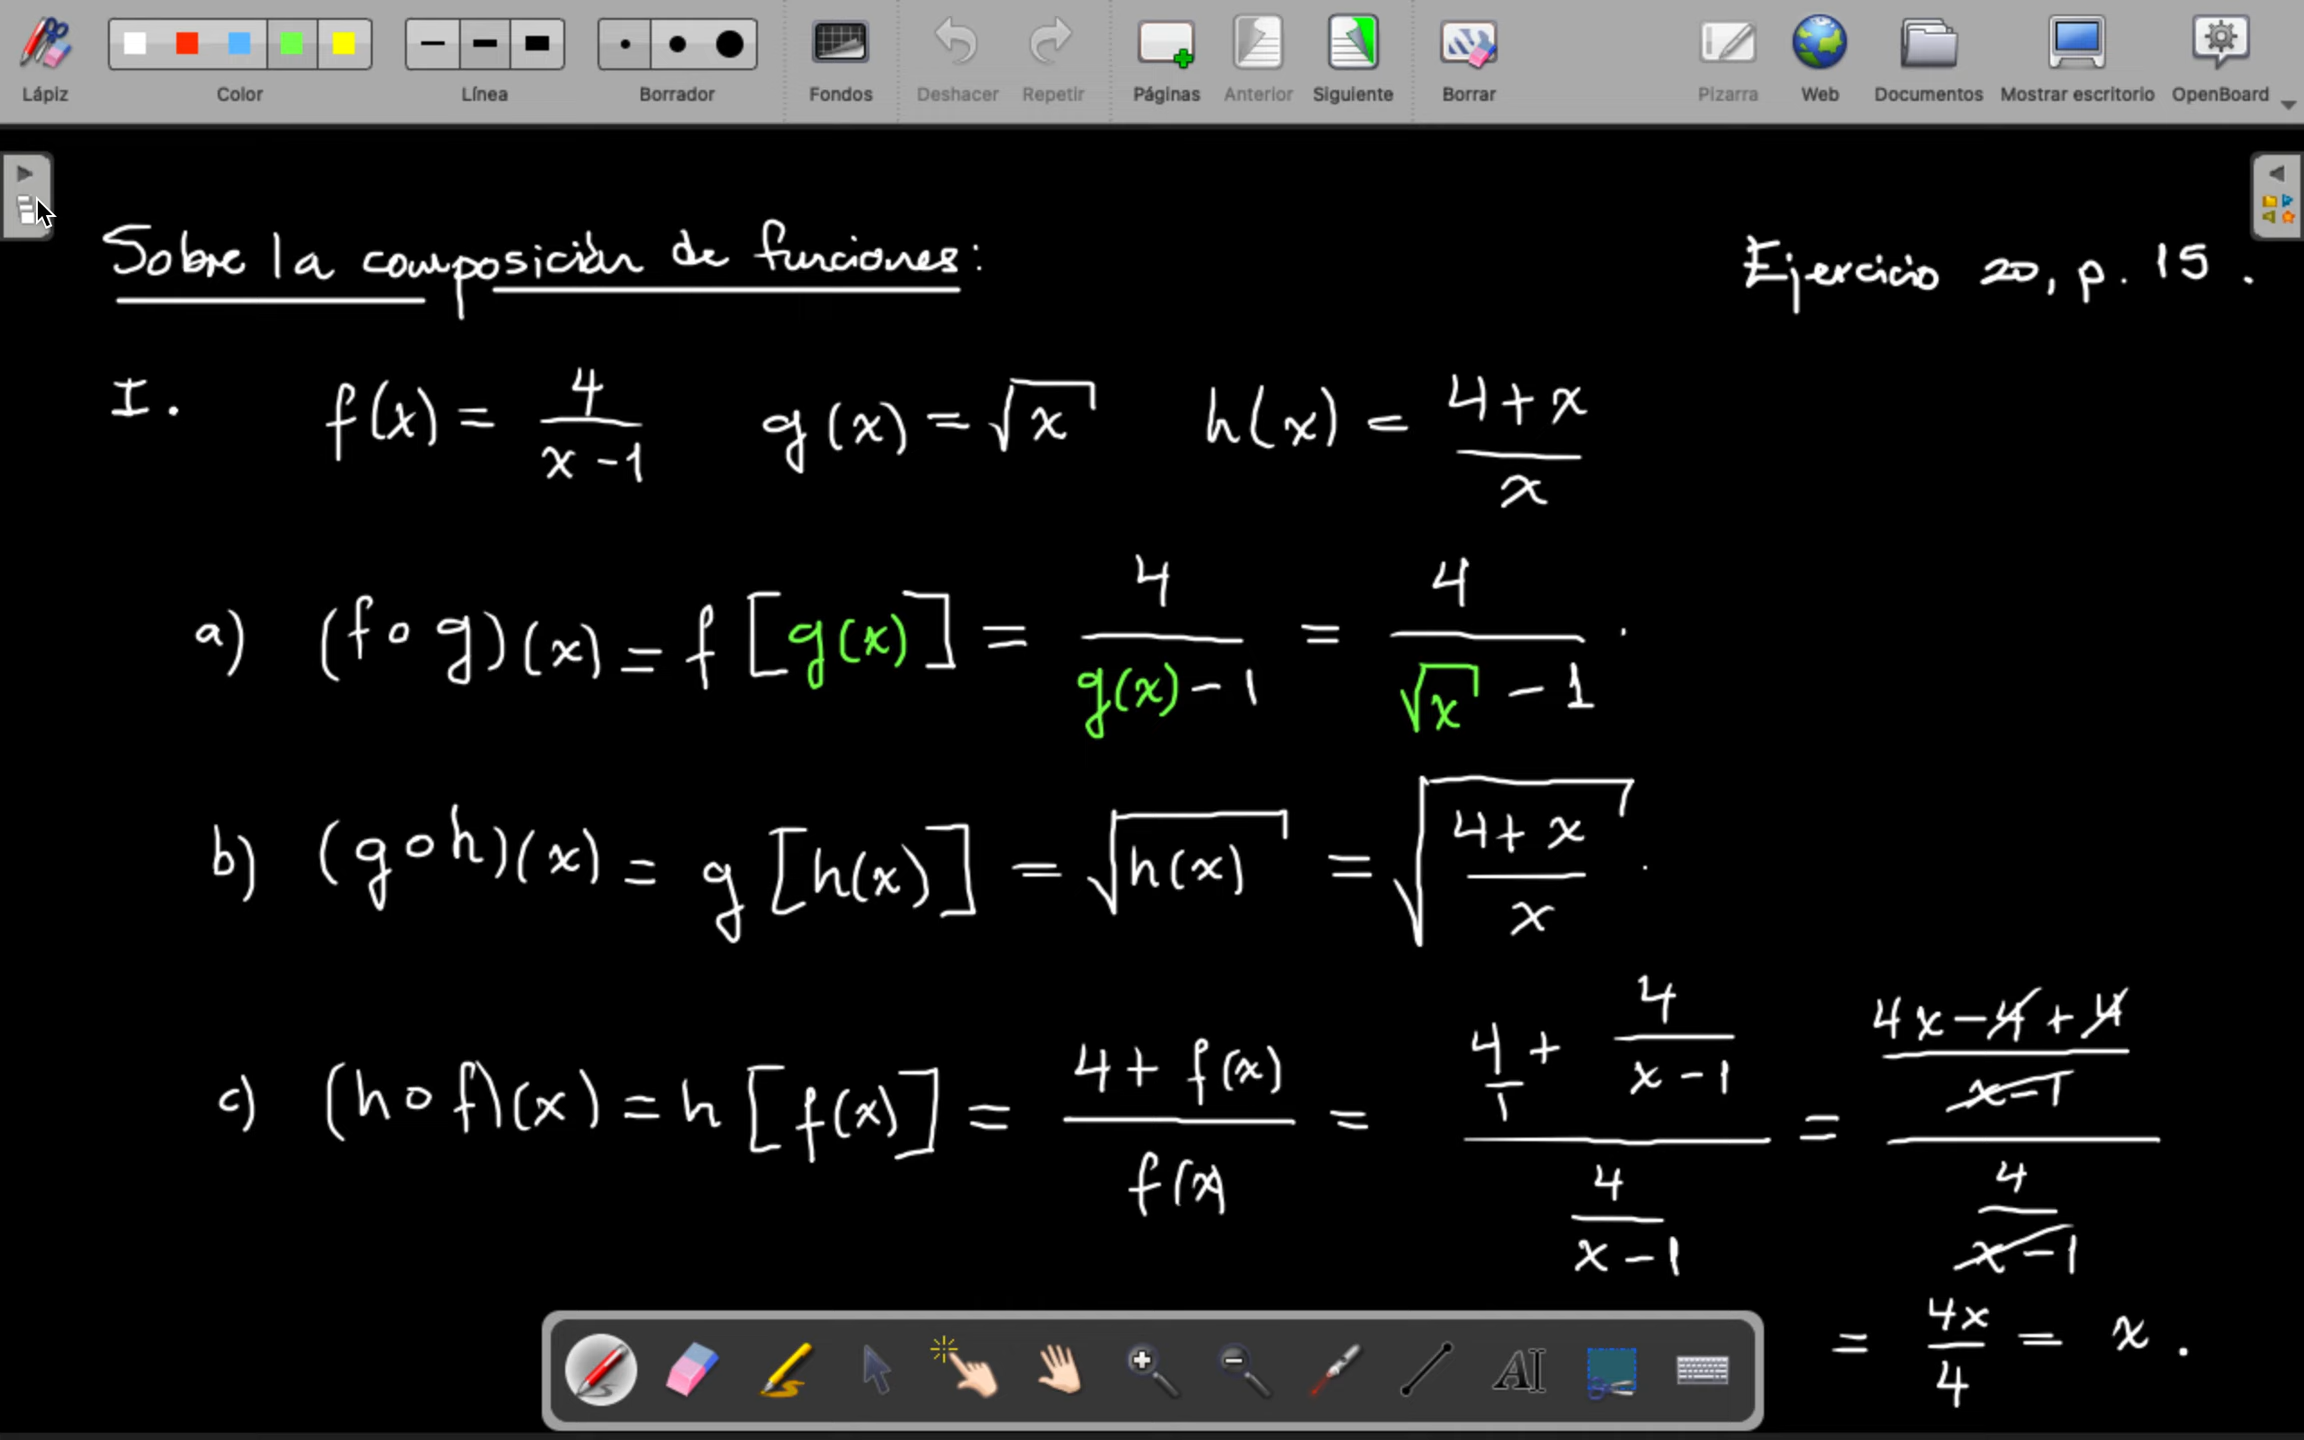 Lápiz Color Línea Borrador Fondos Deshacer Repetir Páginas Anterior Siguiente Borrar Pizarra Web Documentos Mostrar escritorio OpenBoard
Sobre la composición de funciones: Ejercicio 20, p. 15.
I. f(x) = 4/(x-1) g(x) = √x h(x) = (4+x)/x
a) (f∘g)(x) = f[g(x)] = 4/(g(x)-1) = 4/(√x - 1).
b) (g∘h)(x) = g[h(x)] = √(h(x)) = √((4+x)/x).
c) (h∘f)(x) = h[f(x)] = (4+f(x))/f(x) = (4/1 + 4/(x-1))/(4/(x-1)) = ((4x-4+4)/(x-1))/(4/(x-1))
= 4x/4 = x.
AI